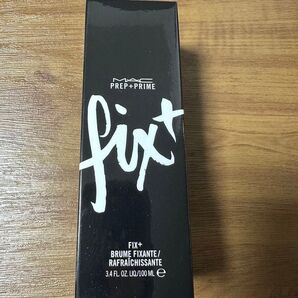 MAC
PREP+PRIME
fix+
FIX+
BRUME FIXANTE/
RAFRAÎCHISSANTE
3.4 FL. OZ. LIQ/100 ML ℮